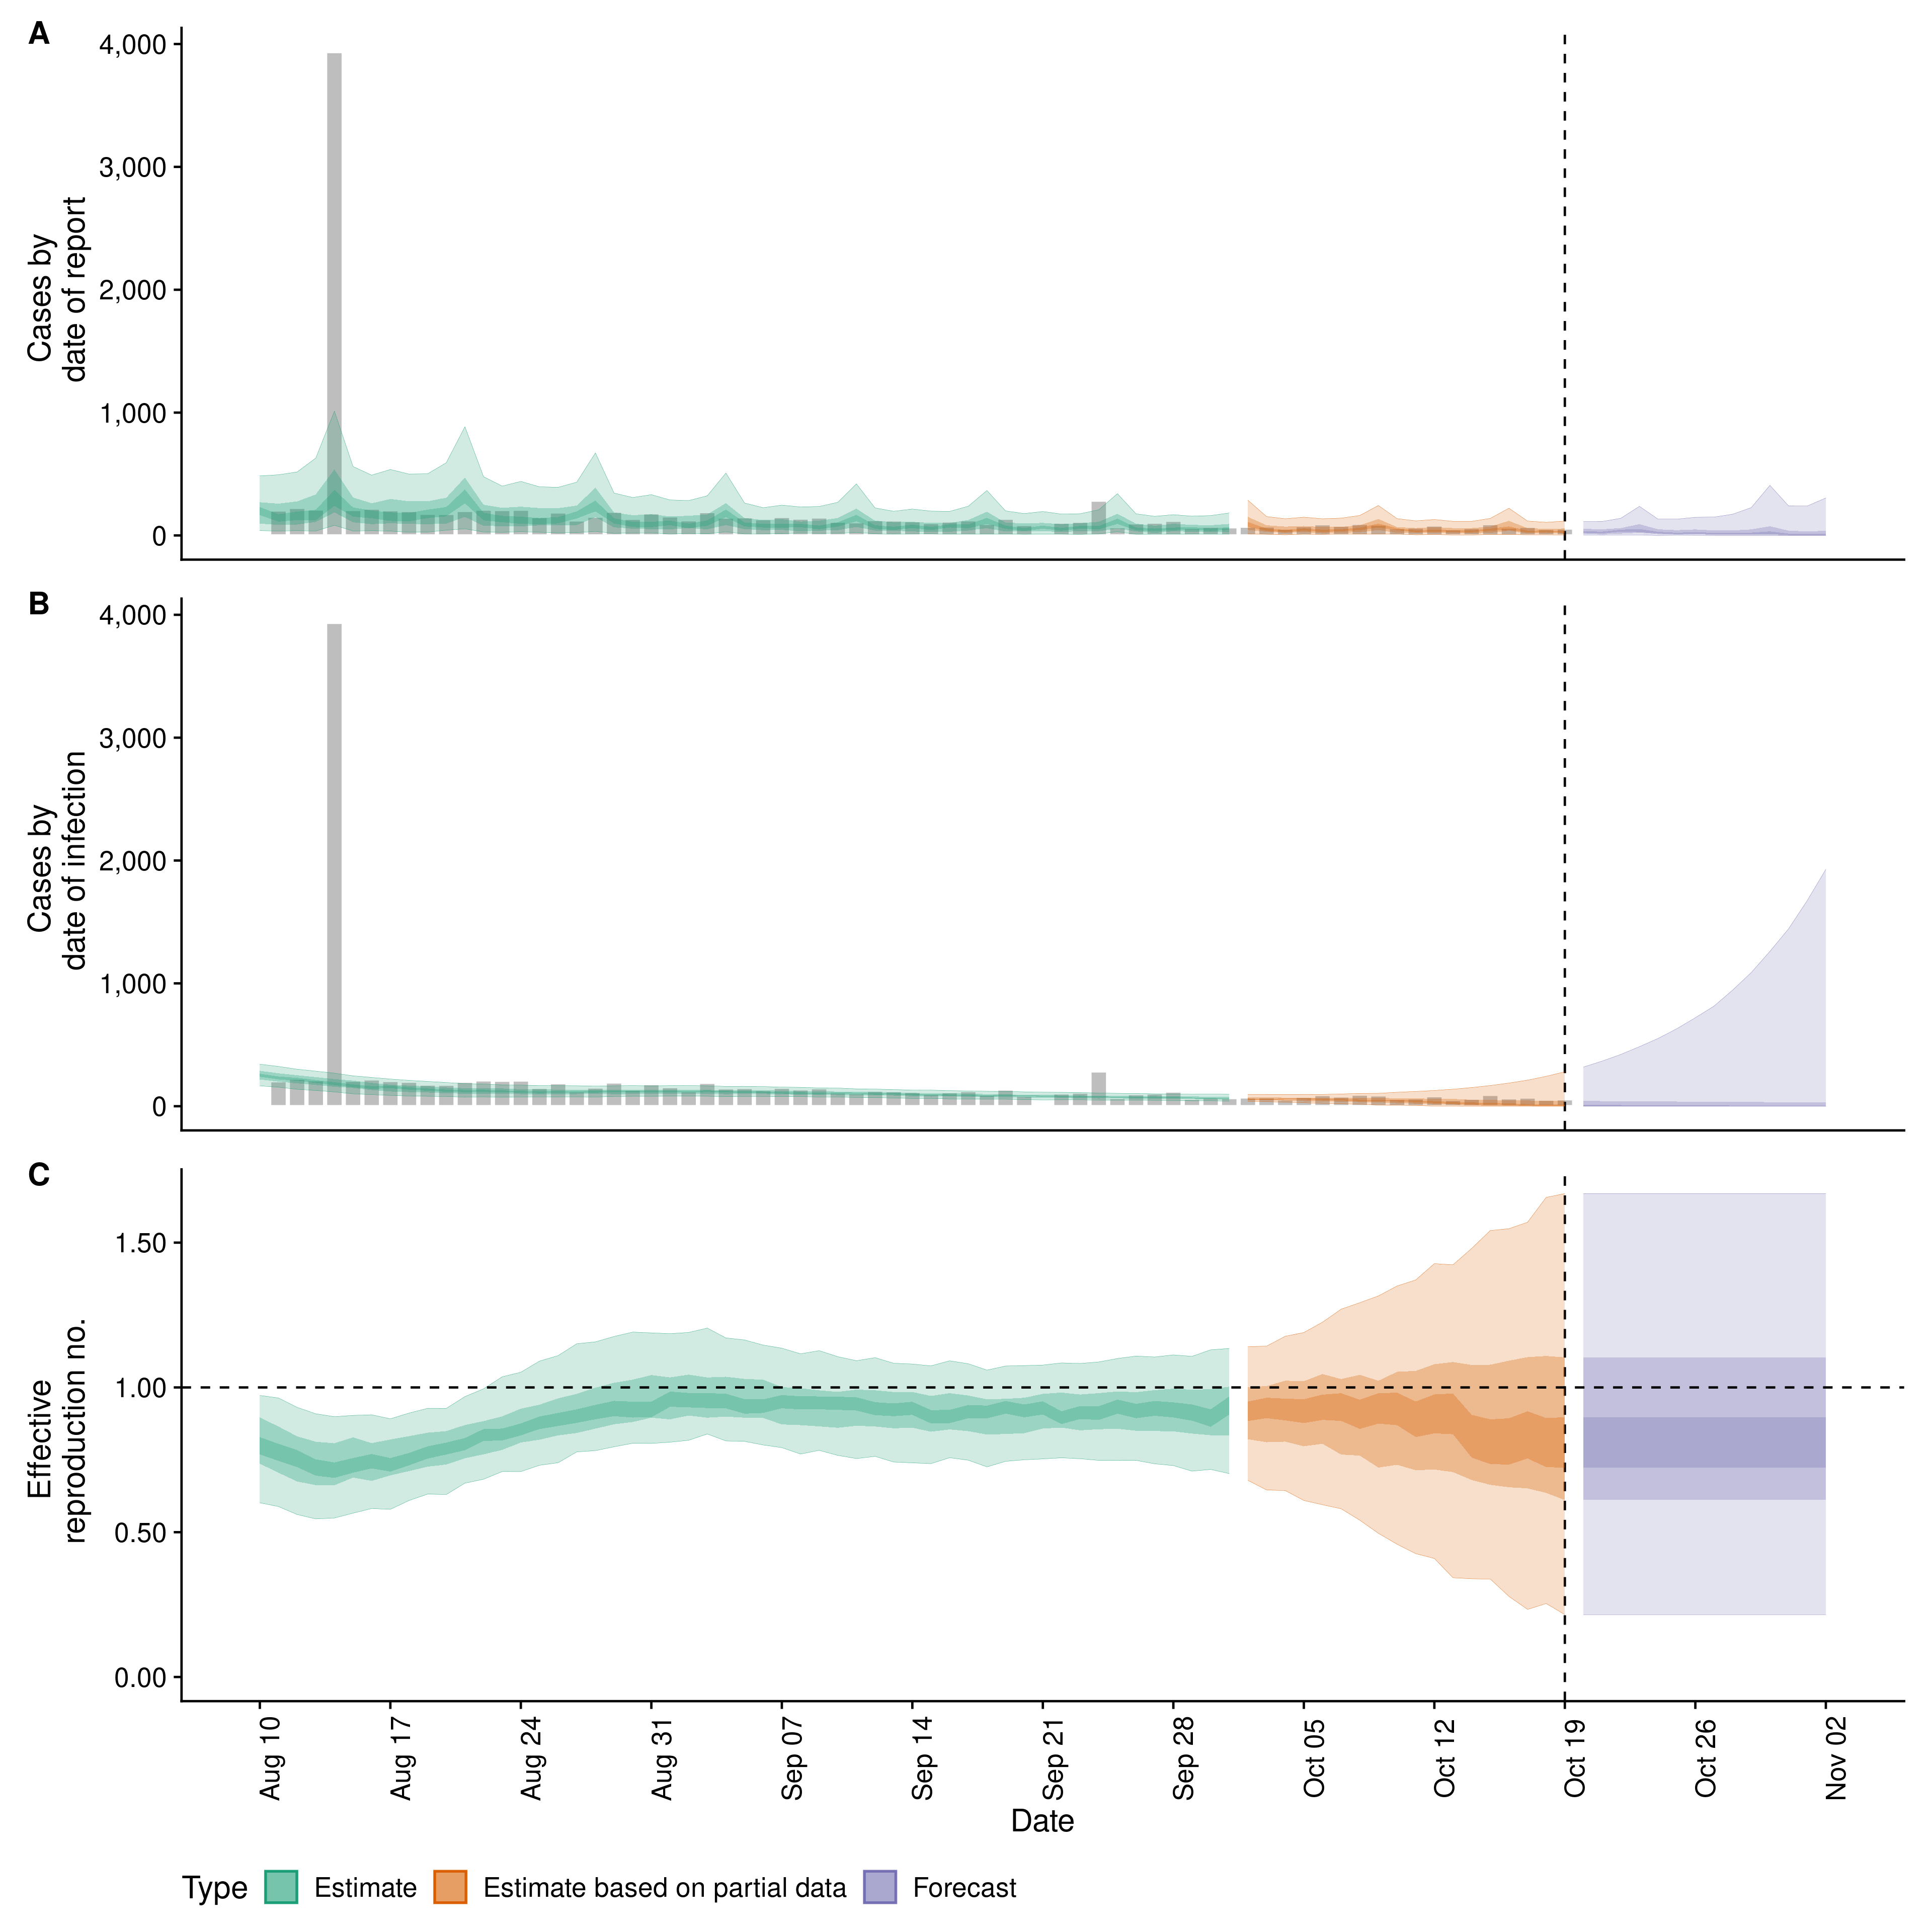 A
4,000
3,000
2,000
1,000
0
Cases by
date of report
B
4,000
3,000
2,000
1,000
0
Cases by
date of infection
C
1.50
1.00
0.50
0.00
Effective
reproduction no.
Aug 10
Aug 17
Aug 24
Aug 31
Sep 07
Sep 14
Sep 21
Sep 28
Oct 05
Oct 12
Oct 19
Oct 26
Nov 02
Date
Type Estimate Estimate based on partial data Forecast